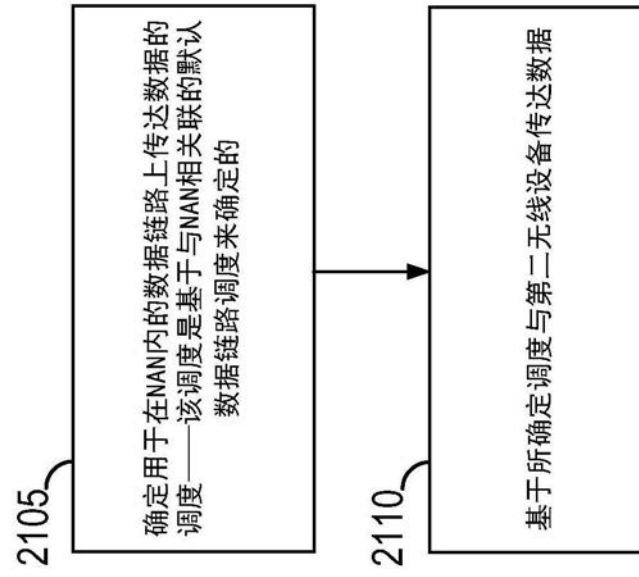 2105
确定用于在NAN内的数据链路上传达数据的
调度——该调度是基于与NAN相关联的默认
数据链路调度来确定的
2110
基于所确定调度与第二无线设备传达数据